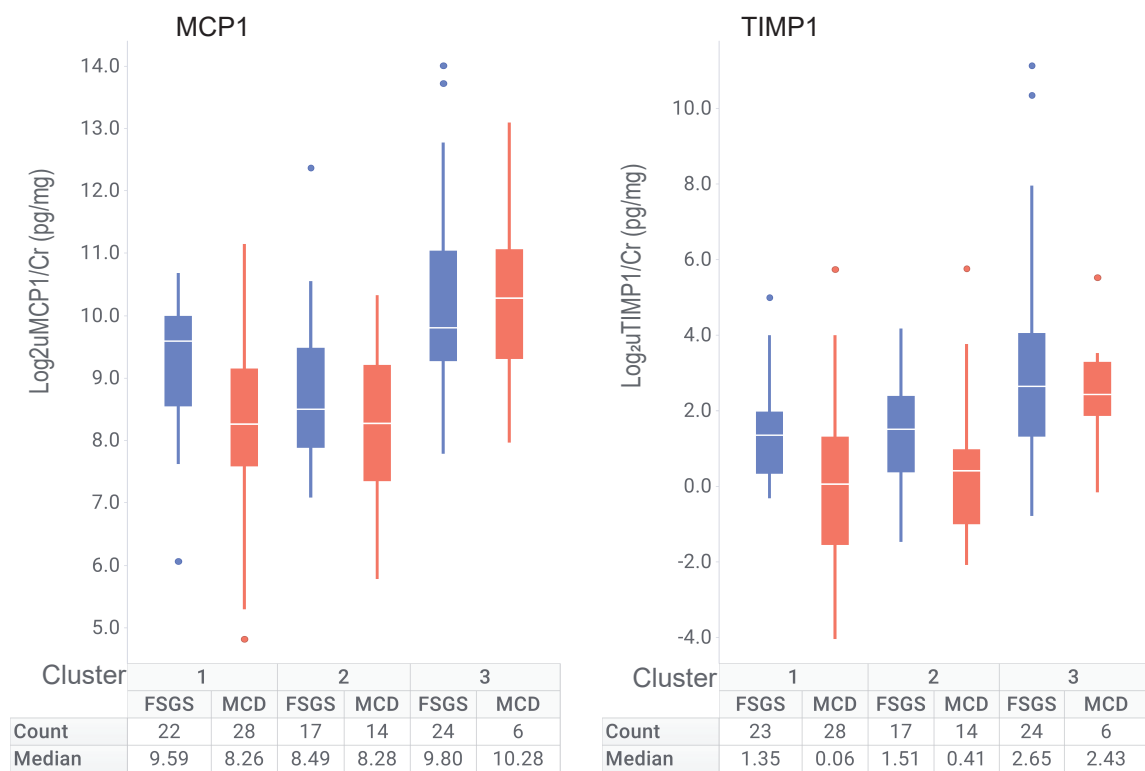 MCP1
Log2uMCP1/Cr (pg/mg)
14.0
13.0
12.0
11.0
10.0
9.0
8.0
7.0
6.0
5.0
Cluster 1 2 3
FSGS MCD FSGS MCD FSGS MCD
Count 22 28 17 14 24 6
Median 9.59 8.26 8.49 8.28 9.80 10.28
TIMP1
Log₂uTIMP1/Cr (pg/mg)
10.0
8.0
6.0
4.0
2.0
0.0
-2.0
-4.0
Cluster 1 2 3
FSGS MCD FSGS MCD FSGS MCD
Count 23 28 17 14 24 6
Median 1.35 0.06 1.51 0.41 2.65 2.43